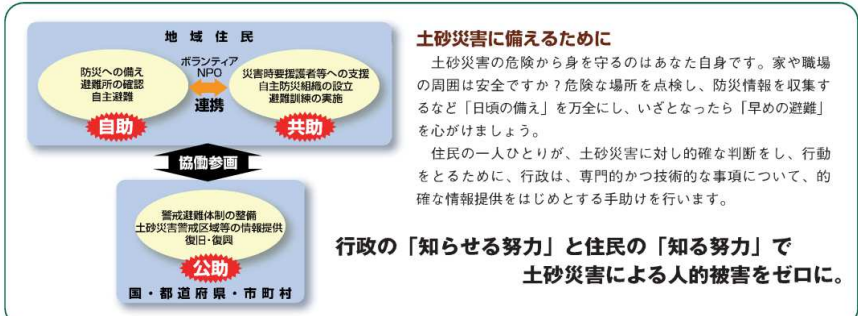 地域住民
防災への備え
避難所の確認
自主避難
自助
ボランティア
NPO
連携
災害時要援護者等への支援
自主防災組織の設立
避難訓練の実施
共助
協働参画
警戒避難体制の整備
土砂災害警戒区域等の情報提供
復旧・復興
公助
国・都道府県・市町村
土砂災害に備えるために
土砂災害の危険から身を守るのはあなた自身です。家や職場
の周囲は安全ですか？危険な場所を点検し、防災情報を収集す
るなど「日頃の備え」を万全にし、いざとなったら「早めの避難」
を心がけましょう。
住民の一人ひとりが、土砂災害に対し的確な判断をし、行動
をとるために、行政は、専門的かつ技術的な事項について、的
確な情報提供をはじめとする手助けを行います。
行政の「知らせる努力」と住民の「知る努力」で
土砂災害による人的被害をゼロに。